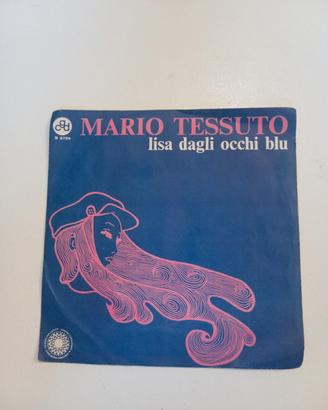 MARIO TESSUTO
lisa dagli occhi blu